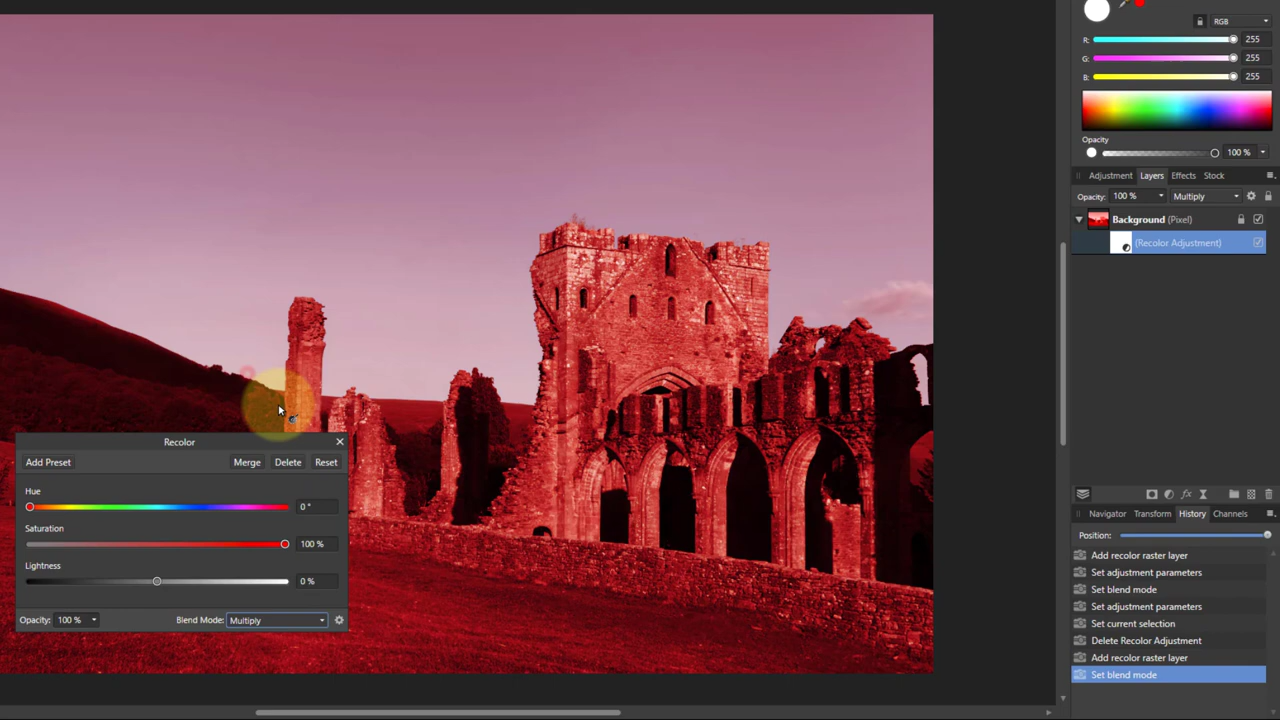 RGB
R: 255
G: 255
B: 255
Opacity
100 %
Adjustment Layers Effects Stock
Opacity: 100 % Multiply
Background (Pixel)
(Recolor Adjustment)
Recolor
Add Preset Merge Delete Reset
Hue
0 °
Saturation
100 %
Lightness
0 %
Opacity: 100 % Blend Mode: Multiply
fx
Navigator Transform History Channels
Position:
Add recolor raster layer
Set adjustment parameters
Set blend mode
Set adjustment parameters
Set current selection
Delete Recolor Adjustment
Add recolor raster layer
Set blend mode